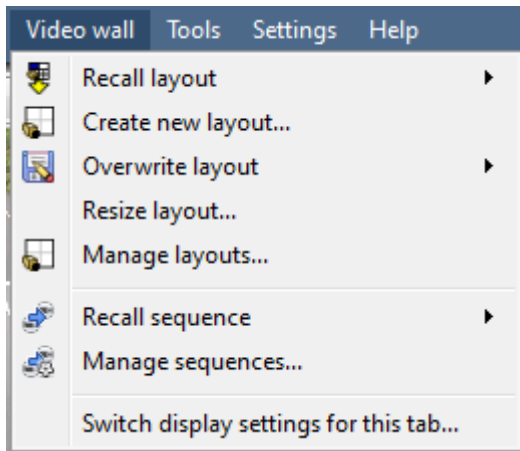 Video wall Tools Settings Help
Recall layout
Create new layout...
Overwrite layout
Resize layout...
Manage layouts...
Recall sequence
Manage sequences...
Switch display settings for this tab...